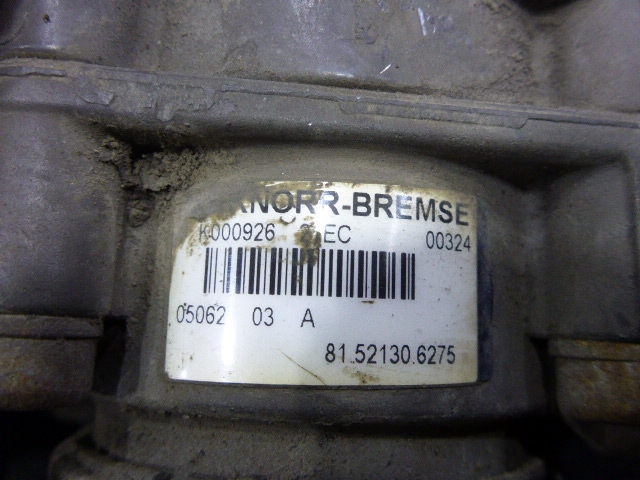 KNORR-BREMSE
K000926 EC 00324
05062 03 A
81.52130.6275